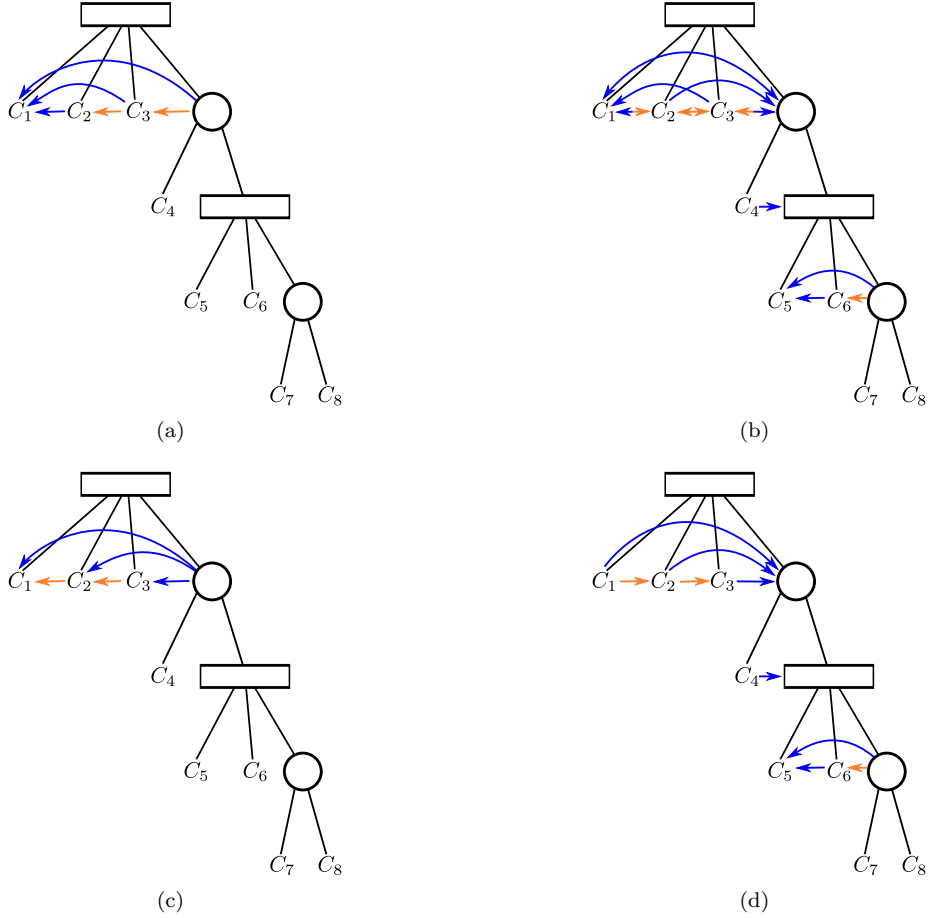 C₁ C₂ C₃ C₁ C₂ C₃
C₄ C₄
C₅ C₆ C₅ C₆
C₇ C₈ C₇ C₈
(a) (b)
C₁ C₂ C₃ C₁ C₂ C₃
C₄ C₄
C₅ C₆ C₅ C₆
C₇ C₈ C₇ C₈
(c) (d)